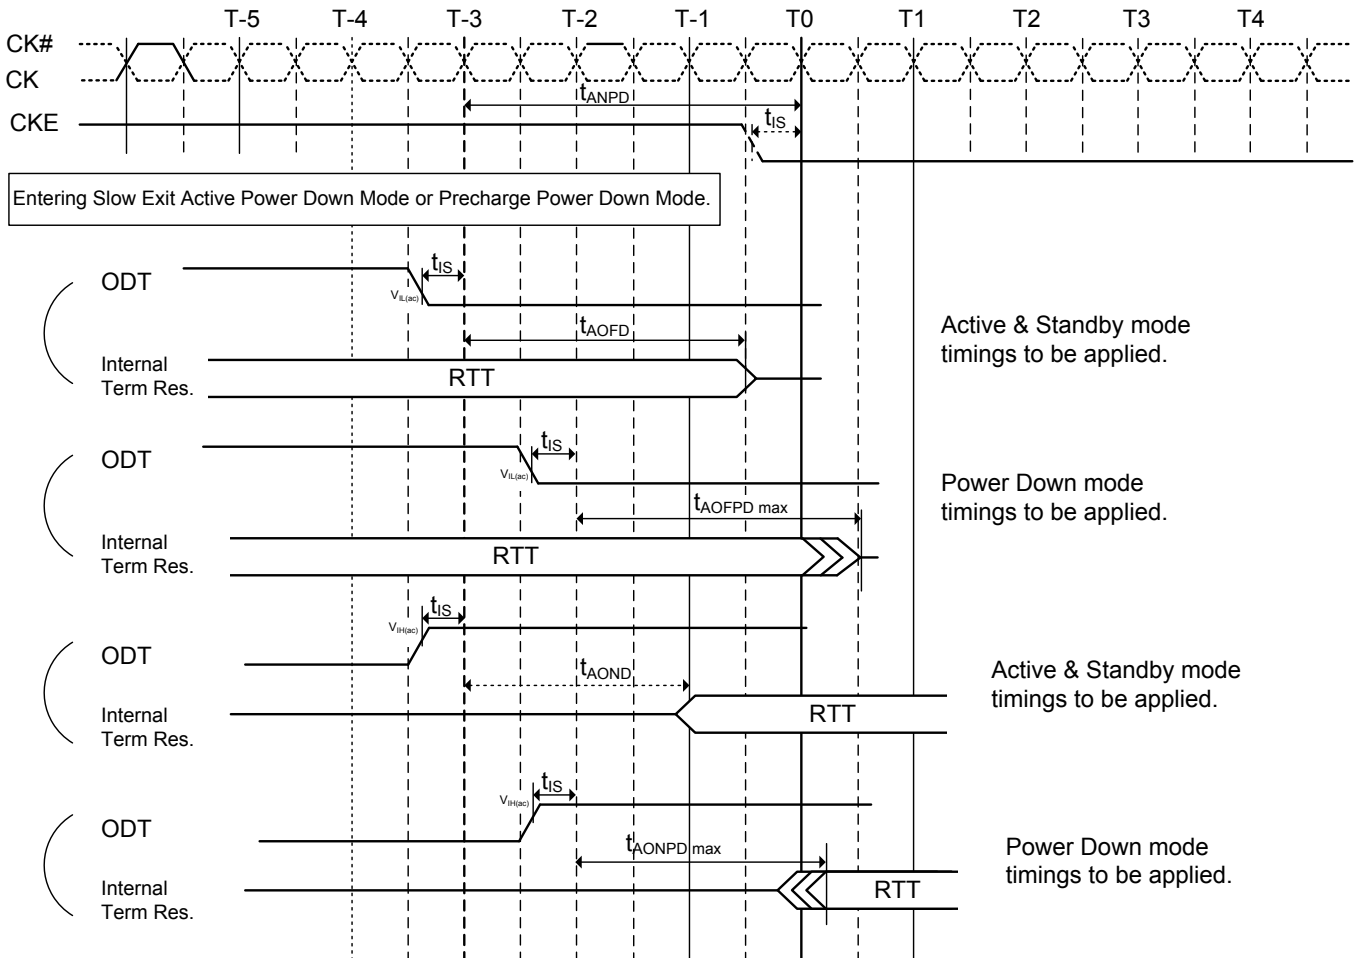 T-5 T-4 T-3 T-2 T-1 T0 T1 T2 T3 T4
CK#
CK
tANPD
CKE
tIS
Entering Slow Exit Active Power Down Mode or Precharge Power Down Mode.
ODT
tIS
VIL(ac)
tAOFD
Internal
Term Res.
RTT
Active & Standby mode
timings to be applied.
ODT
tIS
VIL(ac)
tAOFPD max
Internal
Term Res.
RTT
Power Down mode
timings to be applied.
ODT
tIS
VIH(ac)
tAOND
Internal
Term Res.
RTT
Active & Standby mode
timings to be applied.
ODT
tIS
VIH(ac)
tAONPD max
Internal
Term Res.
RTT
Power Down mode
timings to be applied.